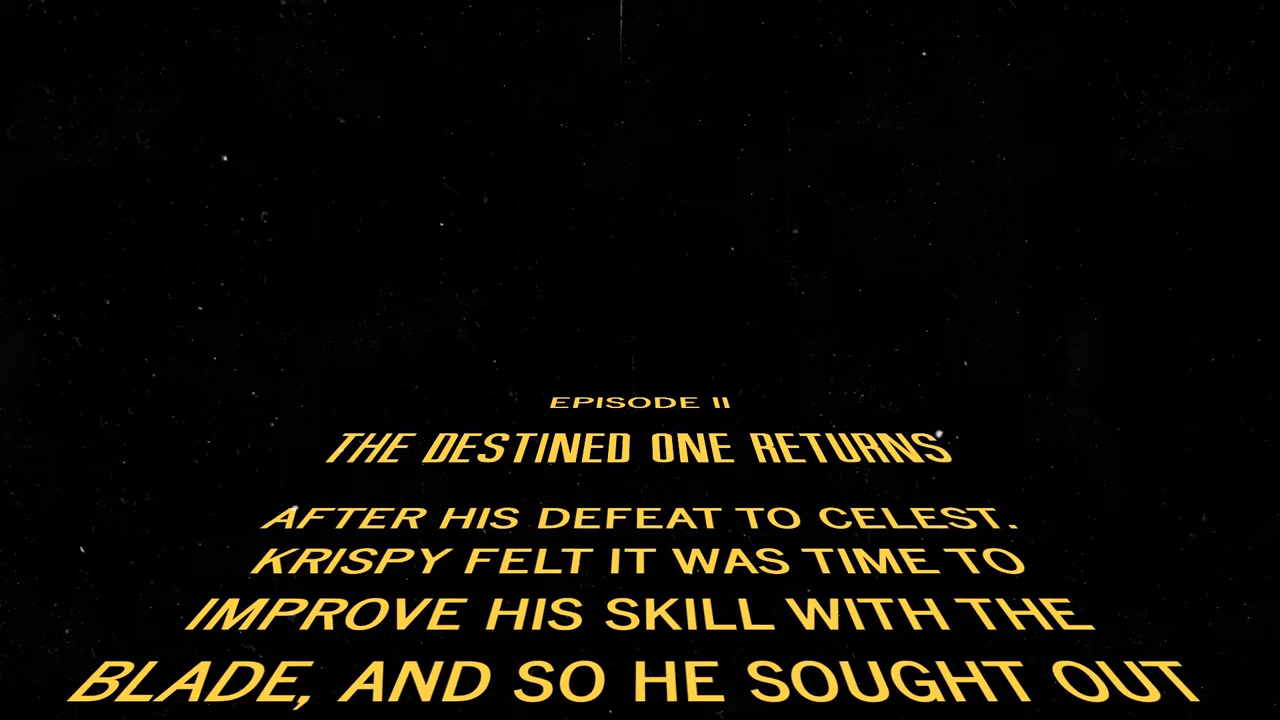 EPISODE II
THE DESTINED ONE RETURNS
AFTER HIS DEFEAT TO CELEST.
KRISPY FELT IT WAS TIME TO
IMPROVE HIS SKILL WITH THE
BLADE, AND SO HE SOUGHT OUT